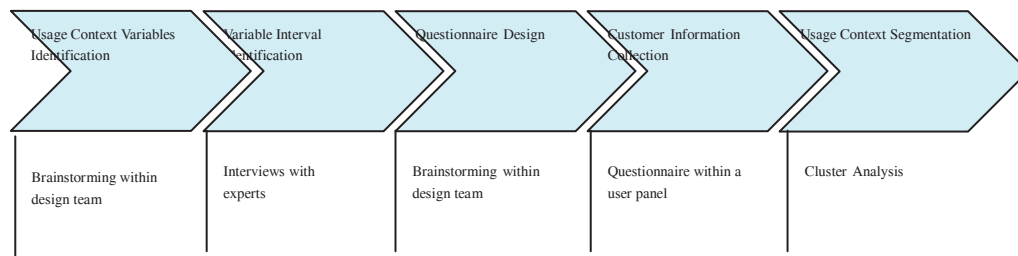 Usage Context Variables
Identification
Variable Interval
Identification
Questionnaire Design
Customer Information
Collection
Usage Context Segmentation
Brainstorming within
design team
Interviews with
experts
Brainstorming within
design team
Questionnaire within a
user panel
Cluster Analysis